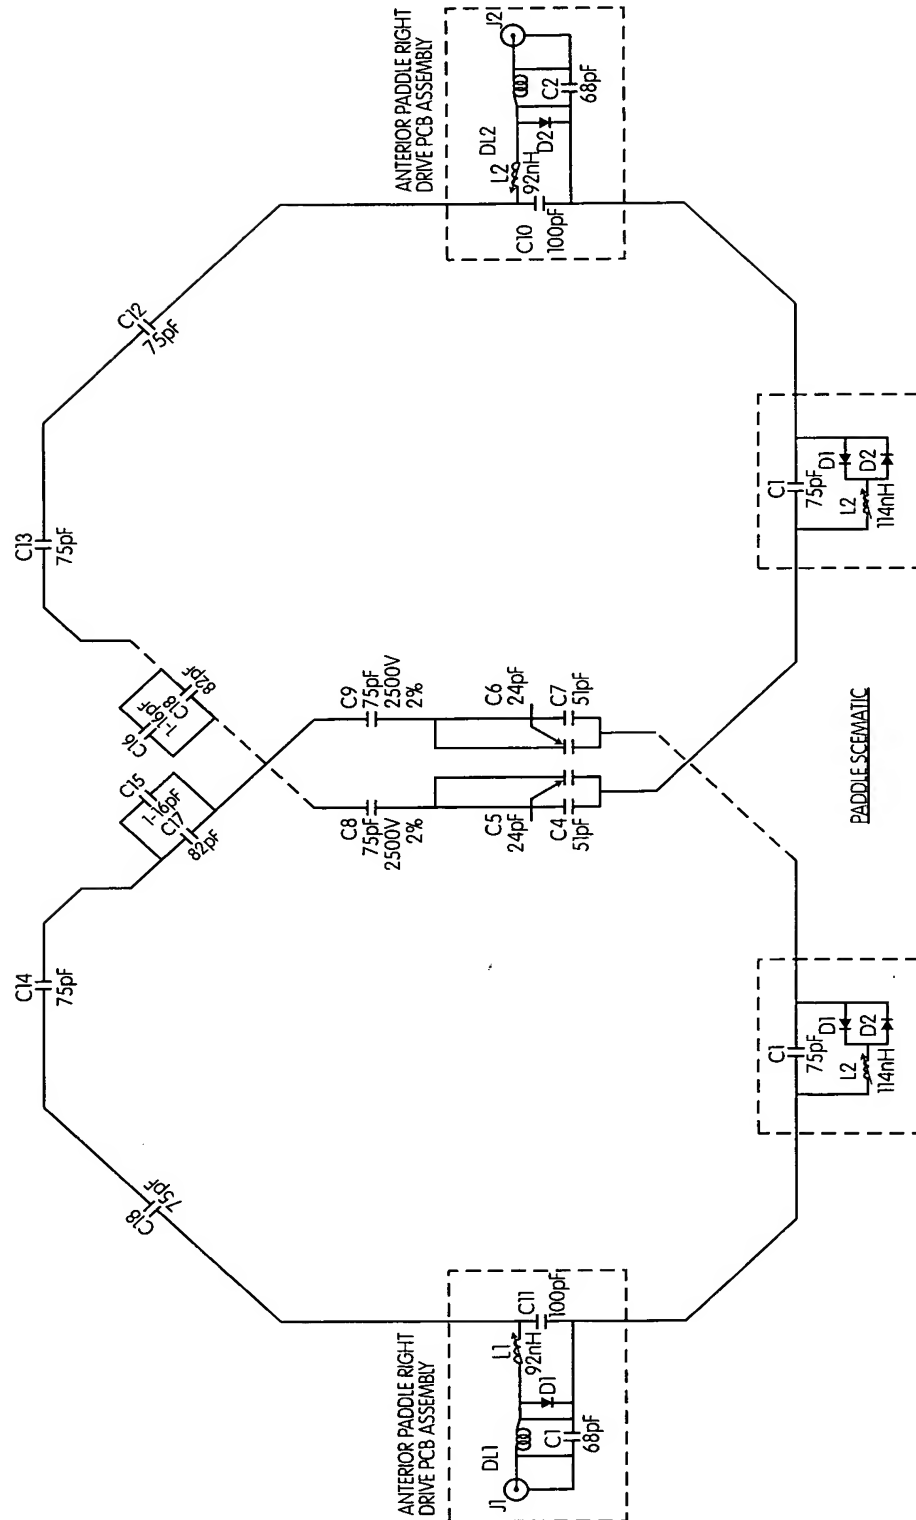 ANTERIOR PADDLE RIGHT
DRIVE PCB ASSEMBLY
J2
DL2
L2
92nH
D2
C2
68pF
C10
100pF
C12
75pF
C13
75pF
C16
1-16pF
C18
82pF
C15
1-16pF
C17
82pF
C9
75pF
2500V
2%
C6
24pF
C7
51pF
C8
75pF
2500V
2%
C5
24pF
C4
51pF
C1
75pF
D1
L2
D2
114nH
PADDLE SCEMATIC
C14
75pF
C18
75pF
C1
75pF
D1
L2
D2
114nH
ANTERIOR PADDLE RIGHT
DRIVE PCB ASSEMBLY
J1
DL1
L1
92nH
D1
C1
68pF
C11
100pF